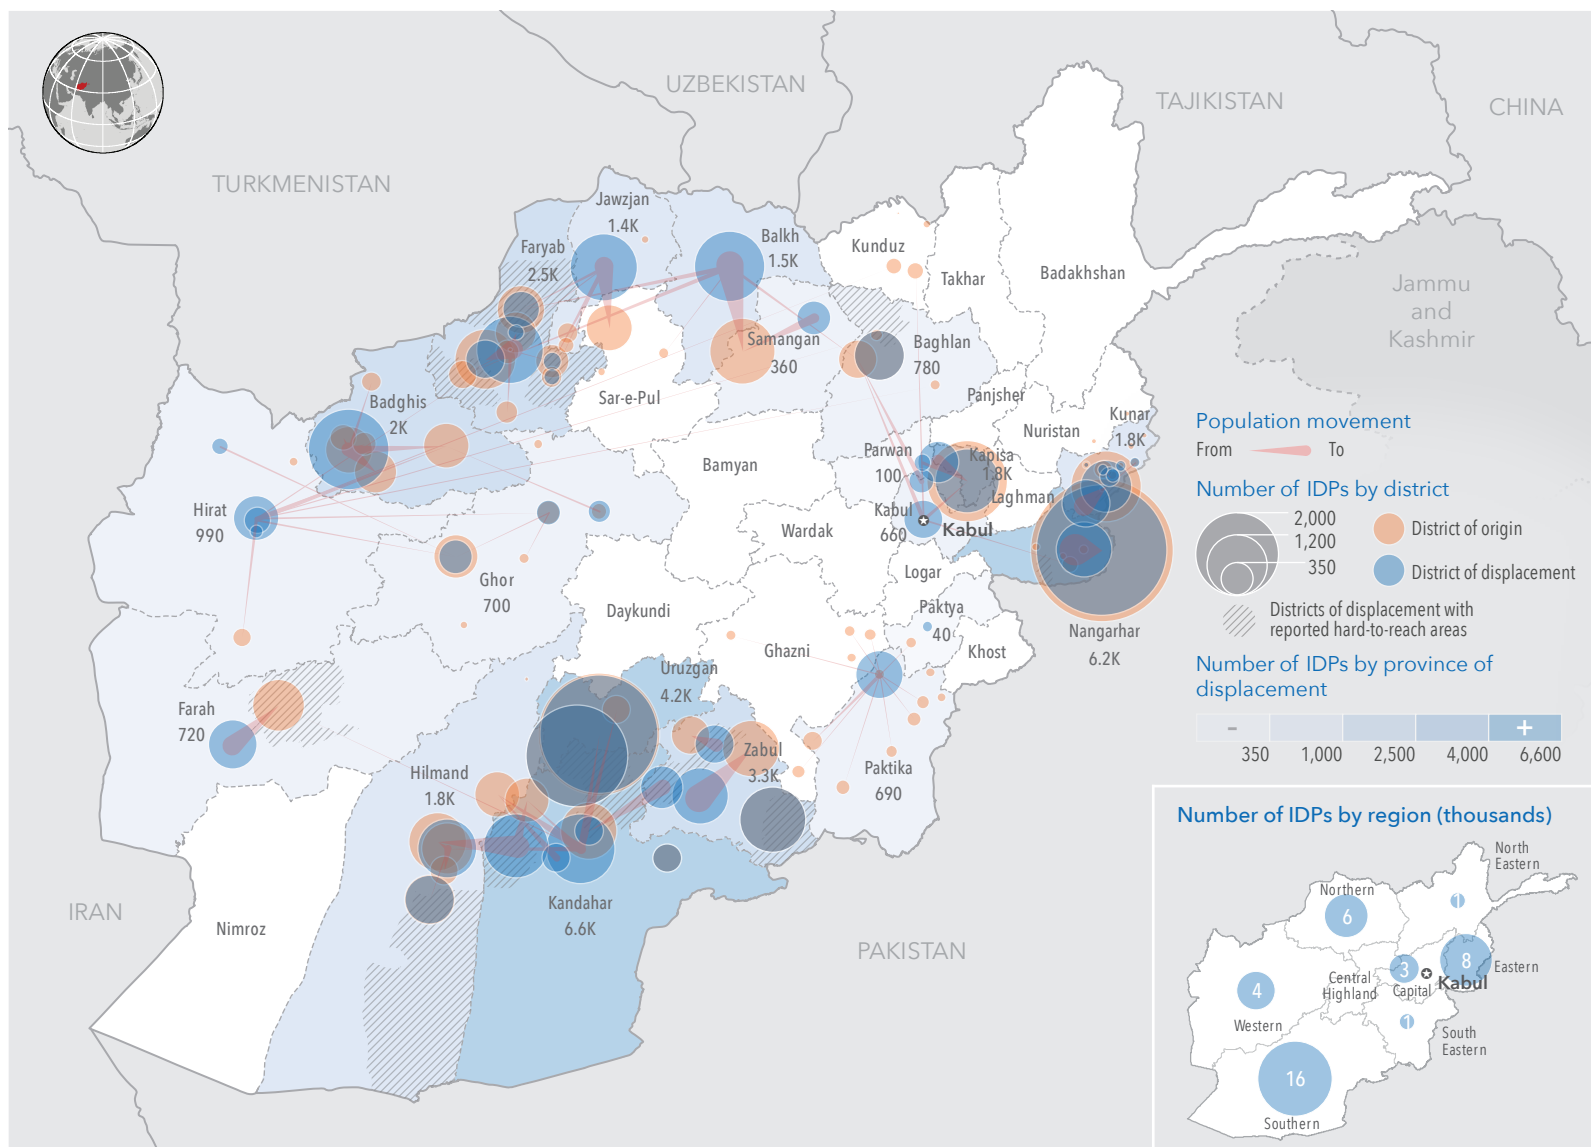 UZBEKISTAN
TAJIKISTAN
CHINA
TURKMENISTAN
Jammu
and
Kashmir
IRAN
PAKISTAN
Jawzjan
1.4K
Faryab
2.5K
Balkh
1.5K
Kunduz
Takhar
Badakhshan
Samangan
360
Baghlan
780
Sar-e-Pul
Badghis
2K
Panjsher
Nuristan
Kunar
1.8K
Bamyan
Parwan
100
Kapisa
1.8K
Laghman
Hirat
990
Kabul
660
Kabul
Wardak
Logar
Ghor
700
Daykundi
Paktya
40
Nangarhar
6.2K
Ghazni
Khost
Uruzgan
4.2K
Farah
720
Zabul
3.3K
Hilmand
1.8K
Paktika
690
Kandahar
6.6K
Nimroz
Population movement
From
To
Number of IDPs by district
2,000
1,200
350
District of origin
District of displacement
Districts of displacement with
reported hard-to-reach areas
Number of IDPs by province of
displacement
-
+
350
1,000
2,500
4,000
6,600
Number of IDPs by region (thousands)
North
Eastern
1
Northern
6
8
Eastern
3
Kabul
Capital
Central
Highland
4
Western
1
South
Eastern
16
Southern